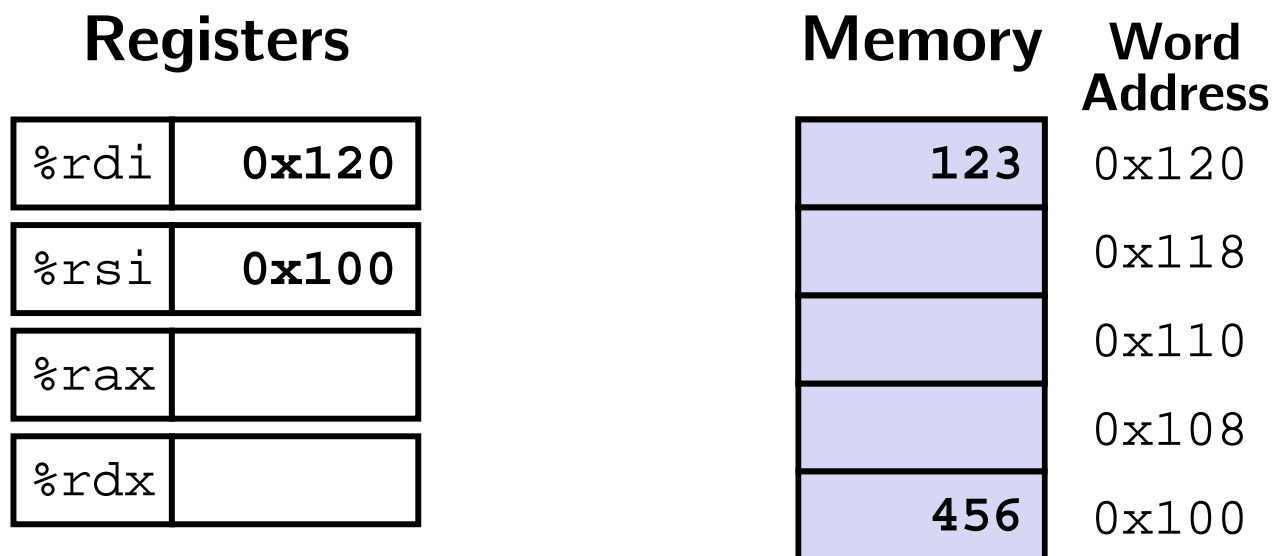 Registers
Memory
Word
Address
%rdi 0x120
123 0x120
%rsi 0x100
0x118
%rax
0x110
%rdx
0x108
456 0x100